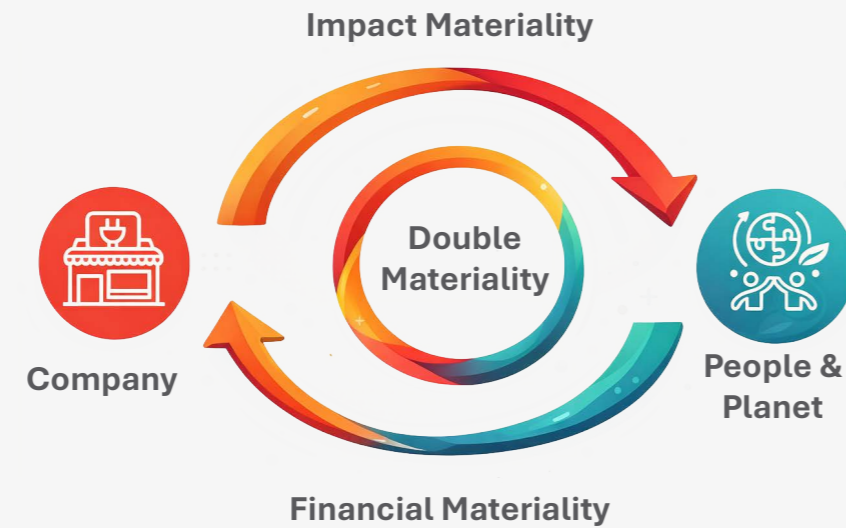 Impact Materiality
Double
Materiality
Company
People &
Planet
Financial Materiality